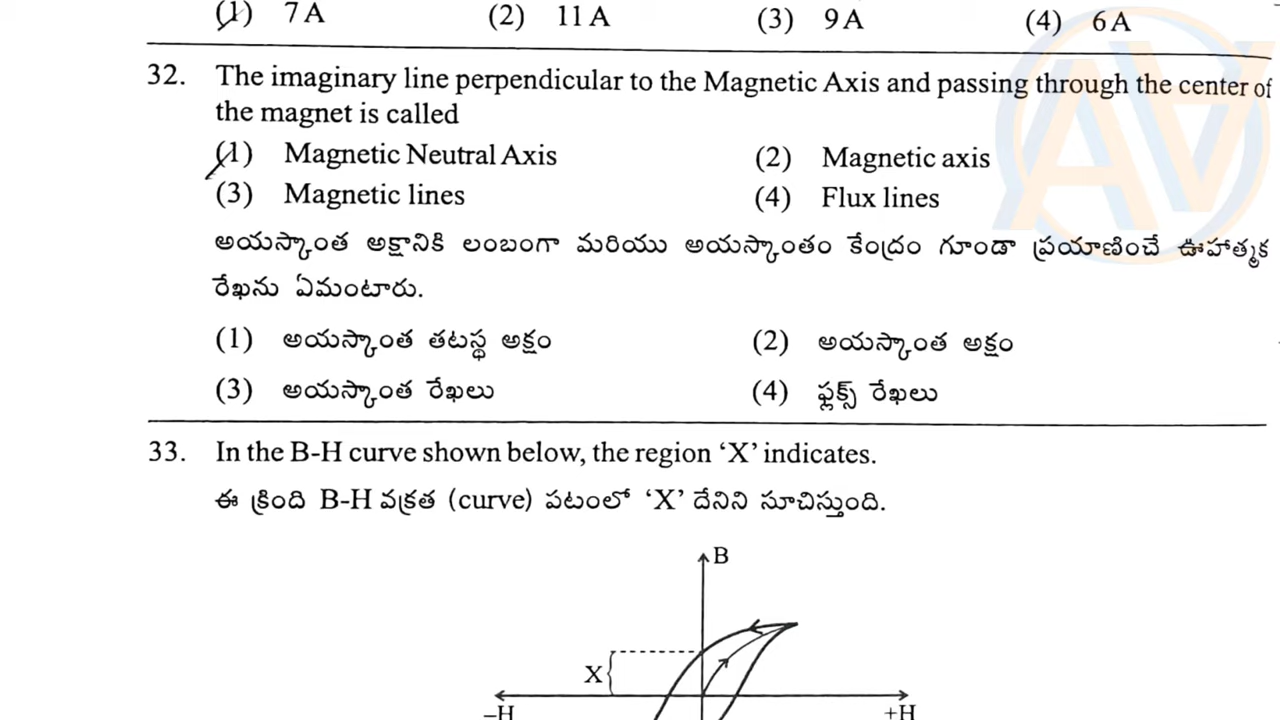 (1) 7 A (2) 11 A (3) 9 A (4) 6 A
32. The imaginary line perpendicular to the Magnetic Axis and passing through the center of
the magnet is called
(1) Magnetic Neutral Axis (2) Magnetic axis
(3) Magnetic lines (4) Flux lines
అయస్కాంత అక్షానికి లంబంగా మరియు అయస్కాంతం కేంద్రం గూండా ప్రయాణించే ఊహాత్మక
రేఖను ఏమంటారు.
(1) అయస్కాంత తటస్థ అక్షం (2) అయస్కాంత అక్షం
(3) అయస్కాంత రేఖలు (4) ఫ్లక్స్ రేఖలు
33. In the B-H curve shown below, the region ‘X’ indicates.
ఈ క్రింది B-H వక్రత (curve) పటంలో ‘X’ దేనిని సూచిస్తుంది.
B
X
–H +H